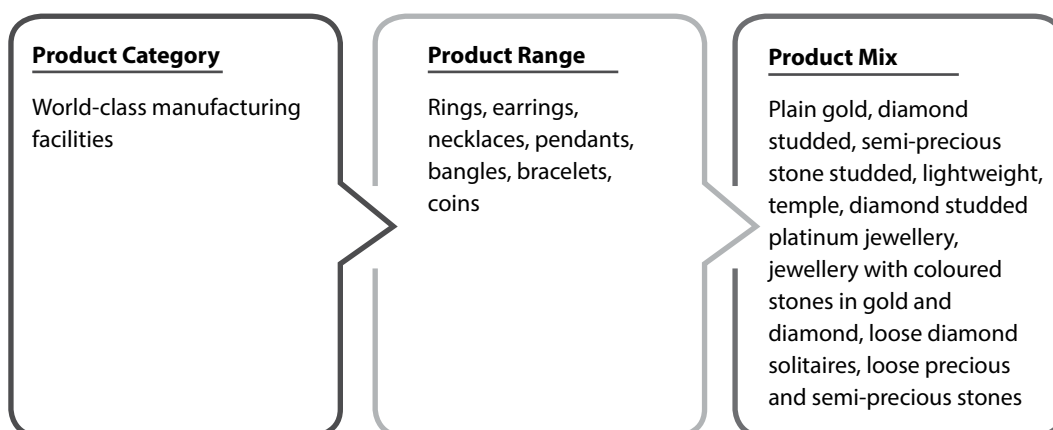 Product Category
World-class manufacturing
facilities
Product Range
Rings, earrings,
necklaces, pendants,
bangles, bracelets,
coins
Product Mix
Plain gold, diamond
studded, semi-precious
stone studded, lightweight,
temple, diamond studded
platinum jewellery,
jewellery with coloured
stones in gold and
diamond, loose diamond
solitaires, loose precious
and semi-precious stones